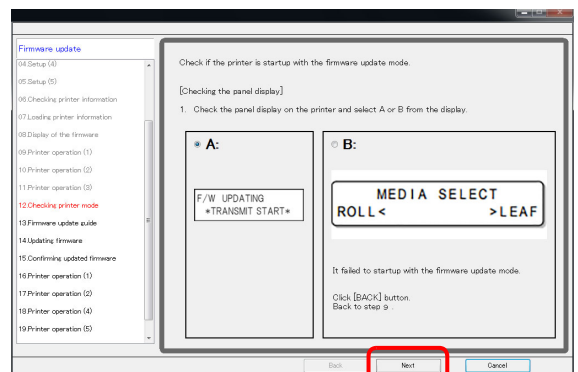 Firmware update
04.Setup (4)
05.Setup (5)
06.Checking printer information
07.Loading printer information
08.Display of the firmware
09.Printer operation (1)
10.Printer operation (2)
11.Printer operation (3)
12.Checking printer mode
13.Firmware update guide
14.Updating firmware
15.Confirming updated firmware
16.Printer operation (1)
17.Printer operation (2)
18.Printer operation (4)
19.Printer operation (5)
Check if the printer is startup with the firmware update mode.
[Checking the panel display]
1. Check the panel display on the printer and select A or B from the display.
A:
F/W UPDATING
*TRANSMIT START*
B:
MEDIA SELECT
ROLL< >LEAF
It failed to startup with the firmware update mode.
Click [BACK] button.
Back to step 9 .
Back
Next
Cancel